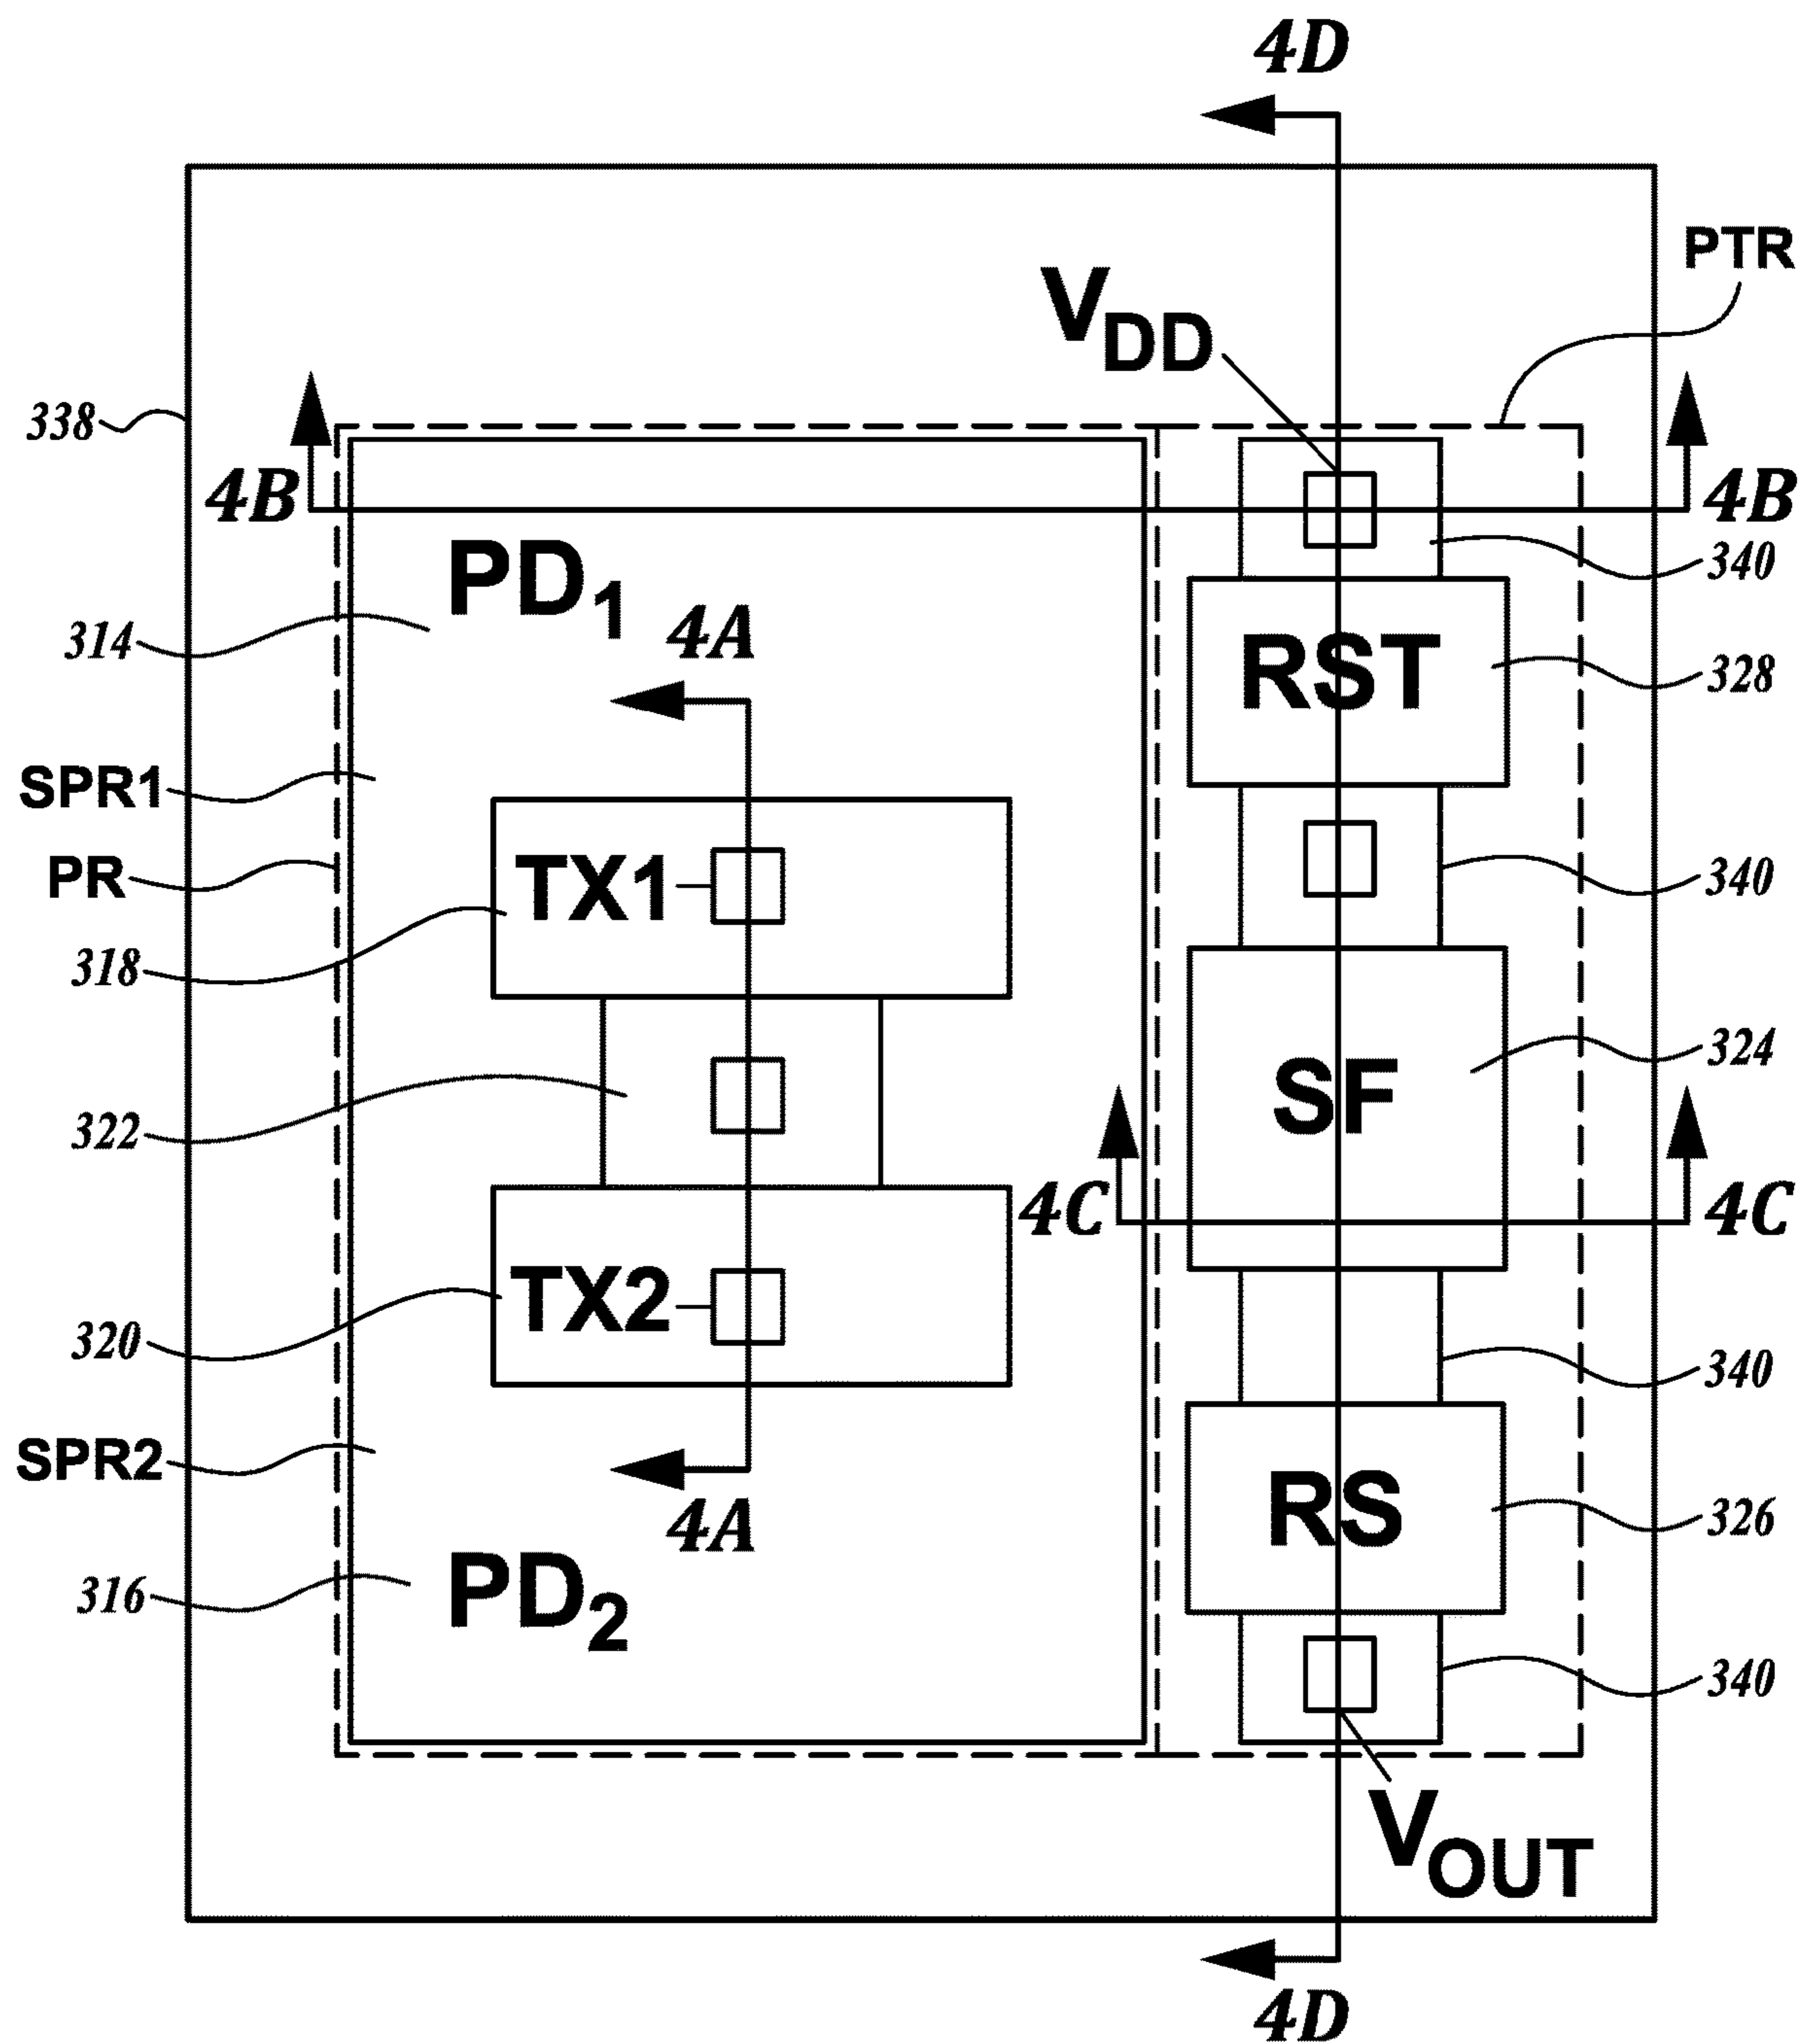 4D
PTR
VDD
338
4B
4B
PD1
340
314
4A
RST
328
SPR1
PR
TX1
340
318
SF
324
322
4C
4C
TX2
320
340
SPR2
RS
326
4A
PD2
316
340
VOUT
4D